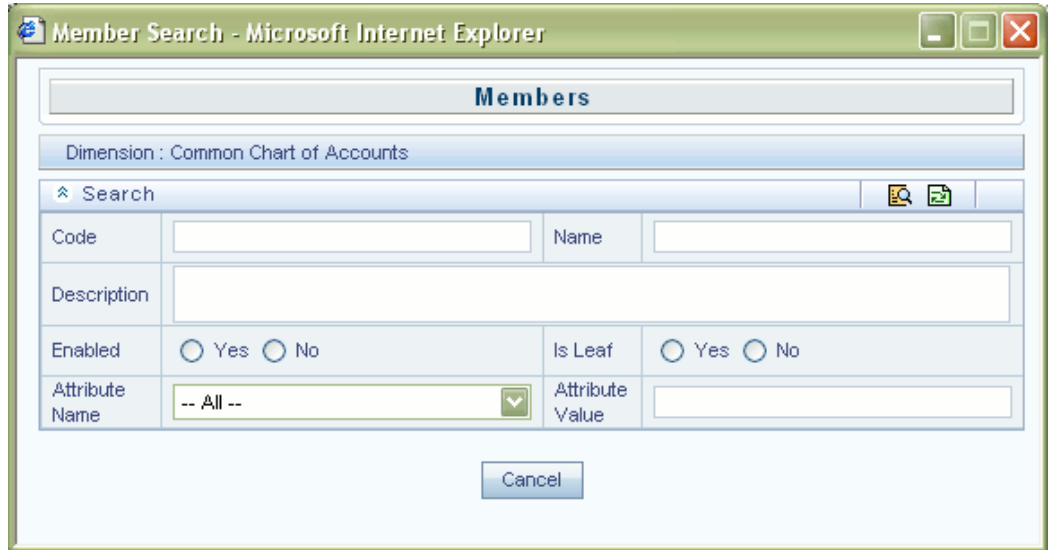 Member Search - Microsoft Internet Explorer
Members
Dimension : Common Chart of Accounts
Search
Code
Name
Description
Enabled Yes No
Is Leaf Yes No
Attribute
Name
-- All --
Attribute
Value
Cancel